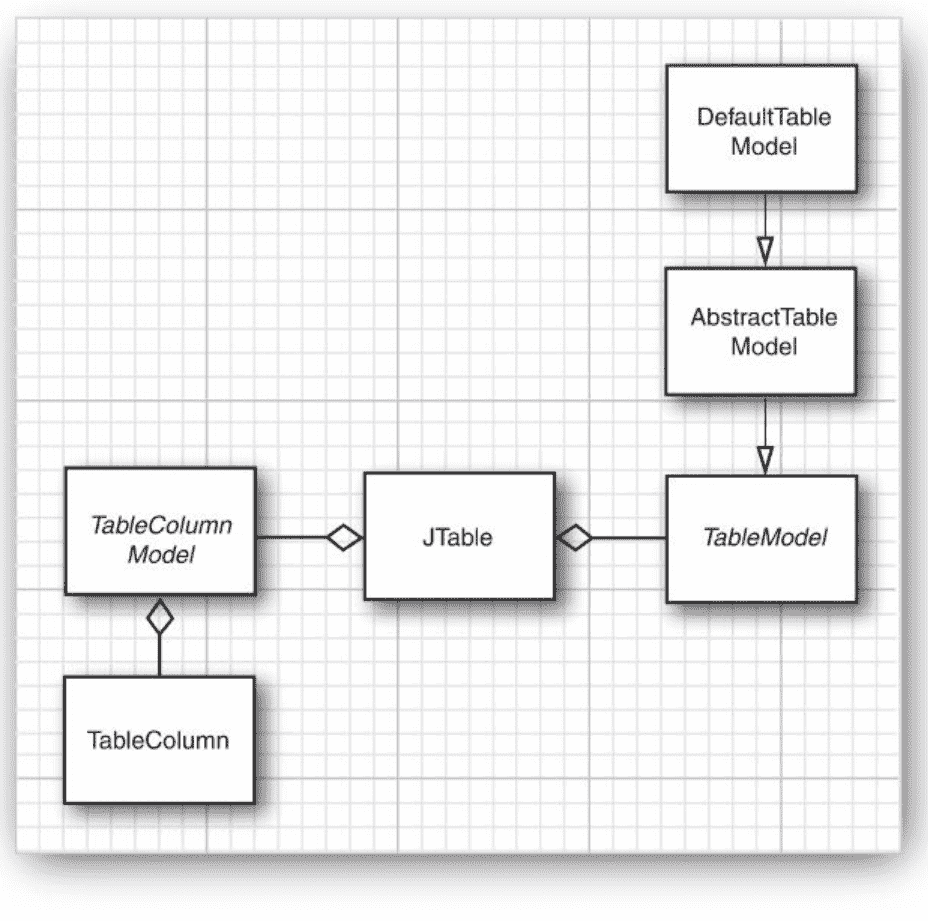 DefaultTable
Model
AbstractTable
Model
TableColumn
Model
JTable
TableModel
TableColumn